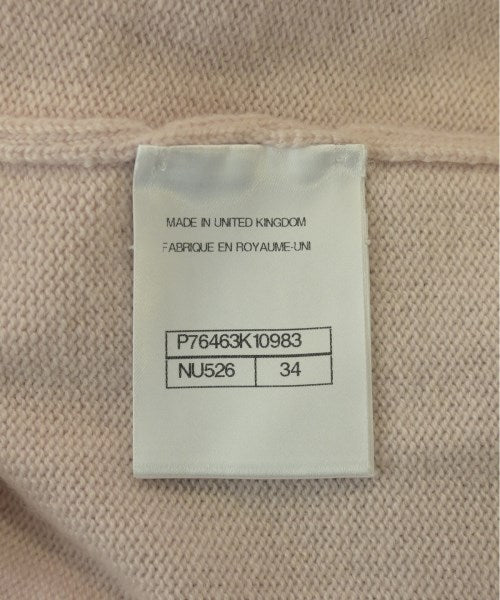 MADE IN UNITED KINGDOM
FABRIQUE EN ROYAUME-UNI
P76463K10983
NU526 34